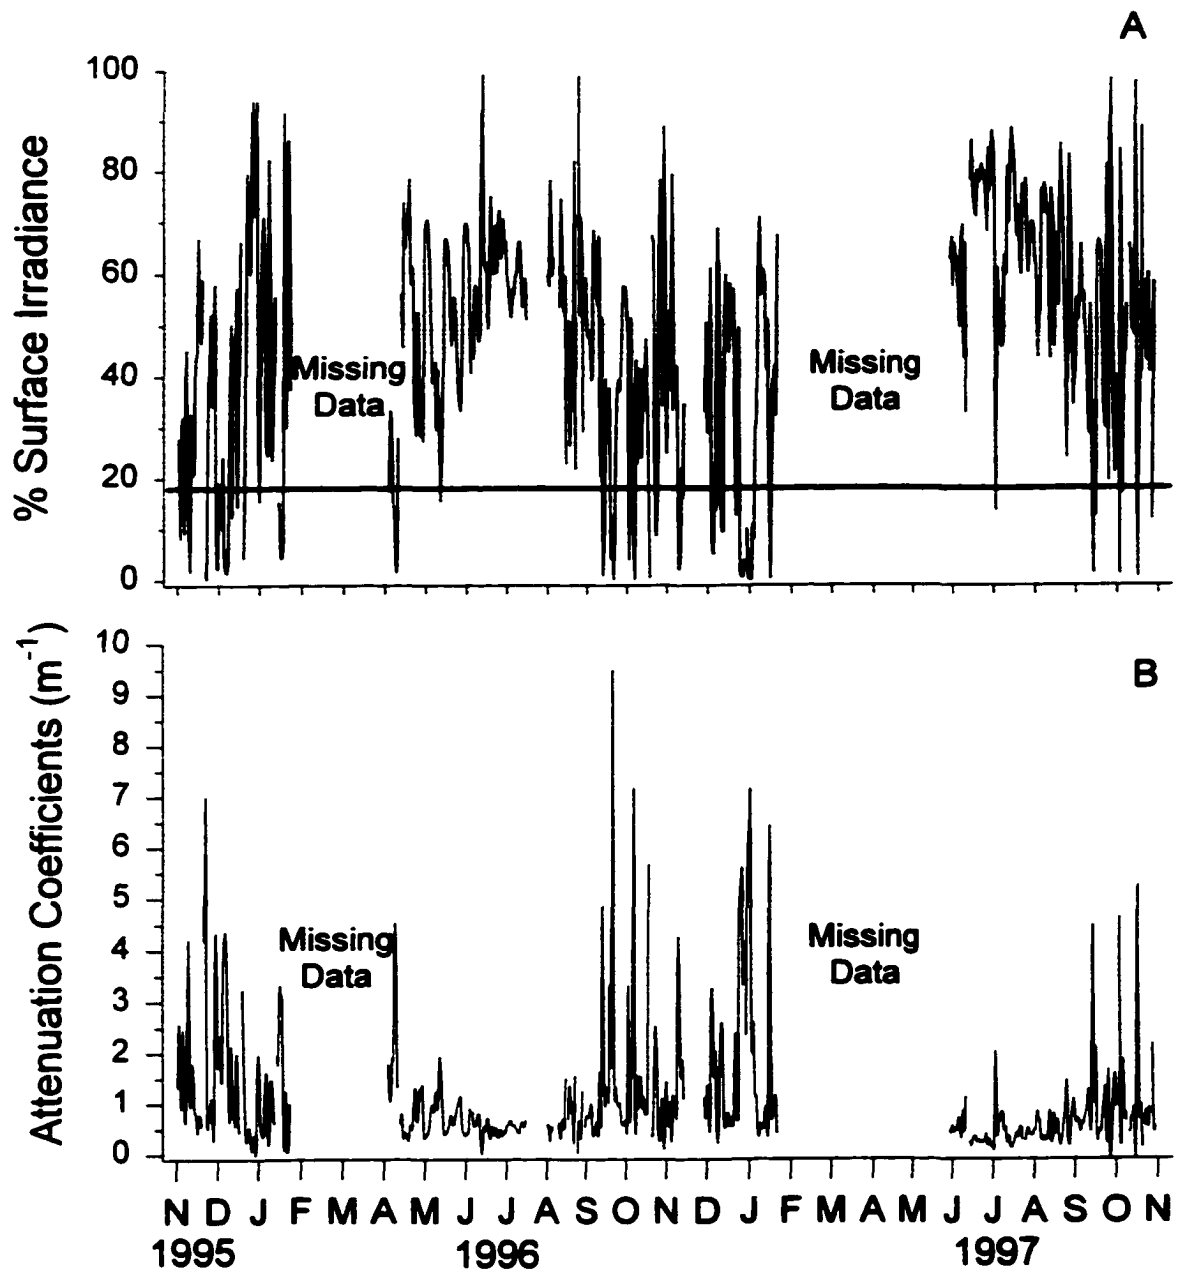 A
% Surface Irradiance
100
80
60
40
20
0
Missing
Data
Missing
Data
B
Attenuation Coefficients (m⁻¹)
10
9
8
7
6
5
4
3
2
1
0
Missing
Data
Missing
Data
N D J F M A M J J A S O N D J F M A M J J A S O N
1995 1996 1997